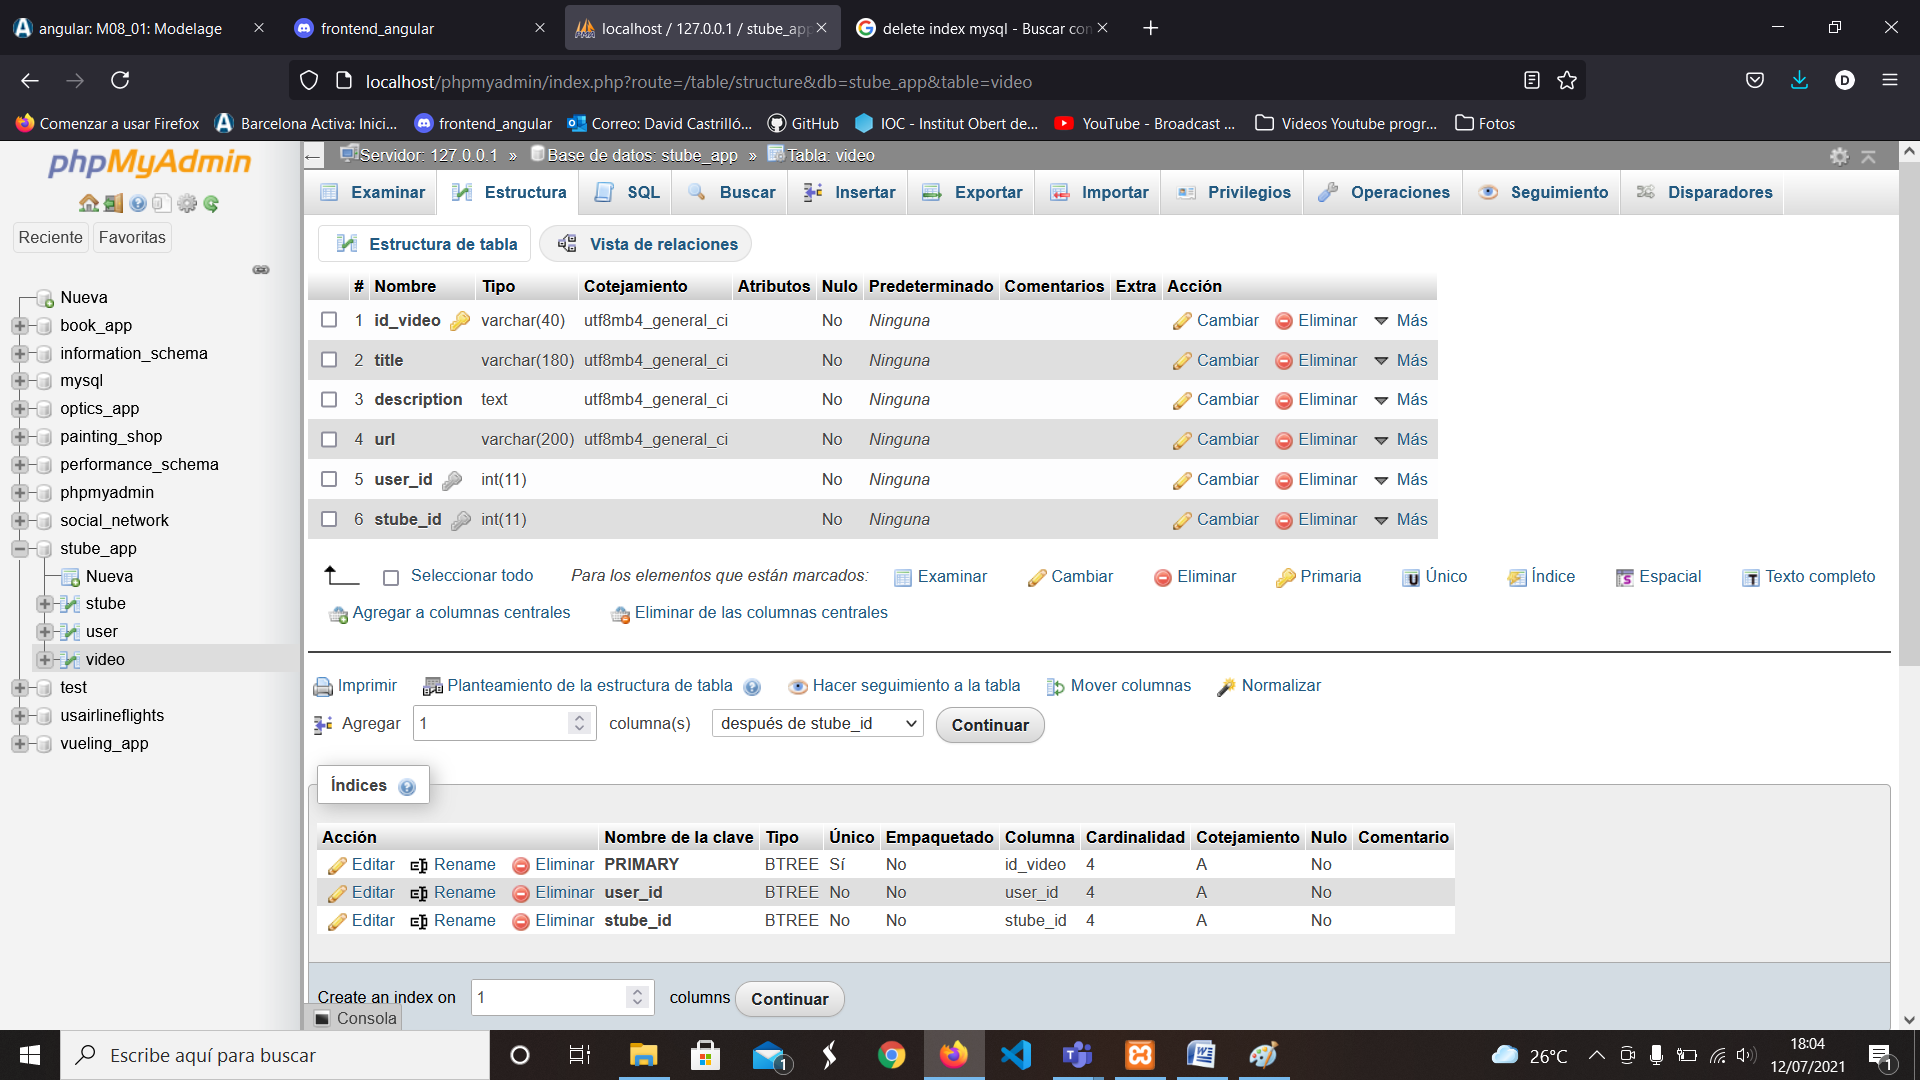 angular: M08_01: Modelage
frontend_angular
localhost / 127.0.0.1 / stube_app
delete index mysql - Buscar con
localhost/phpmyadmin/index.php?route=/table/structure&db=stube_app&table=video
D
Comenzar a usar Firefox
Barcelona Activa: Inici...
frontend_angular
Correo: David Castrilló...
GitHub
IOC - Institut Obert de...
YouTube - Broadcast ...
Videos Youtube progr...
Fotos
phpMyAdmin
Reciente
Favoritas
Nueva
book_app
information_schema
mysql
optics_app
painting_shop
performance_schema
phpmyadmin
social_network
stube_app
Nueva
stube
user
video
test
usairlineflights
vueling_app
Servidor: 127.0.0.1 » Base de datos: stube_app » Tabla: video
Examinar Estructura SQL Buscar Insertar Exportar Importar Privilegios Operaciones Seguimiento Disparadores
Estructura de tabla Vista de relaciones
# Nombre Tipo Cotejamiento Atributos Nulo Predeterminado Comentarios Extra Acción
1 id_video varchar(40) utf8mb4_general_ci No Ninguna Cambiar Eliminar Más
2 title varchar(180) utf8mb4_general_ci No Ninguna Cambiar Eliminar Más
3 description text utf8mb4_general_ci No Ninguna Cambiar Eliminar Más
4 url varchar(200) utf8mb4_general_ci No Ninguna Cambiar Eliminar Más
5 user_id int(11) No Ninguna Cambiar Eliminar Más
6 stube_id int(11) No Ninguna Cambiar Eliminar Más
Seleccionar todo Para los elementos que están marcados: Examinar Cambiar Eliminar Primaria Único Índice Espacial Texto completo
Agregar a columnas centrales Eliminar de las columnas centrales
Imprimir Planteamiento de la estructura de tabla Hacer seguimiento a la tabla Mover columnas Normalizar
Agregar 1 columna(s) después de stube_id Continuar
Índices
Acción Nombre de la clave Tipo Único Empaquetado Columna Cardinalidad Cotejamiento Nulo Comentario
Editar Rename Eliminar PRIMARY BTREE Sí No id_video 4 A No
Editar Rename Eliminar user_id BTREE No No user_id 4 A No
Editar Rename Eliminar stube_id BTREE No No stube_id 4 A No
Create an index on 1 columns Continuar
Consola
Escribe aquí para buscar
1
26°C
18:04
12/07/2021
1